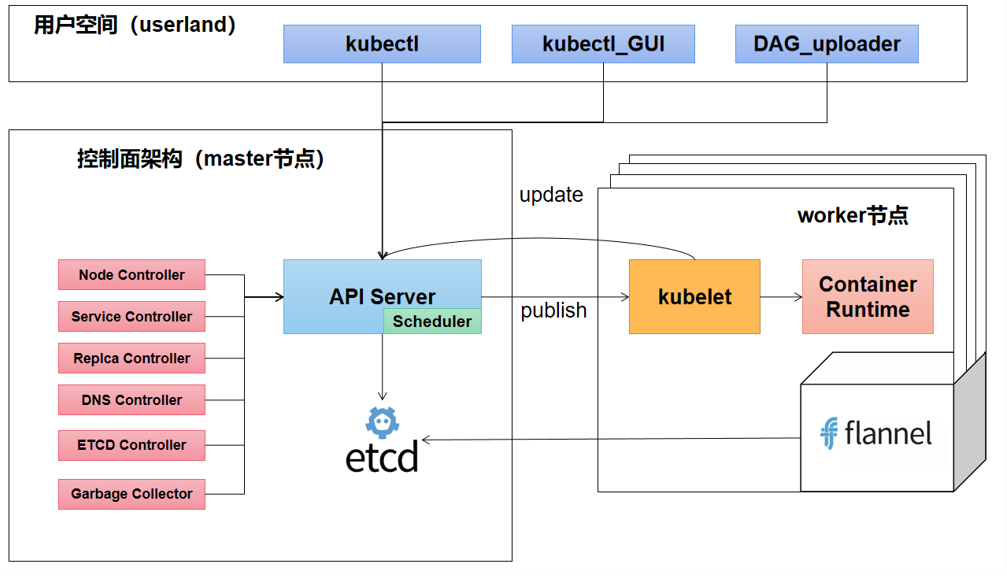 用户空间（userland）
kubectl
kubectl_GUI
DAG_uploader
控制面架构（master节点）
update
worker节点
Node Controller
Service Controller
Replca Controller
DNS Controller
ETCD Controller
Garbage Collector
API Server
Scheduler
publish
kubelet
Container
Runtime
etcd
flannel